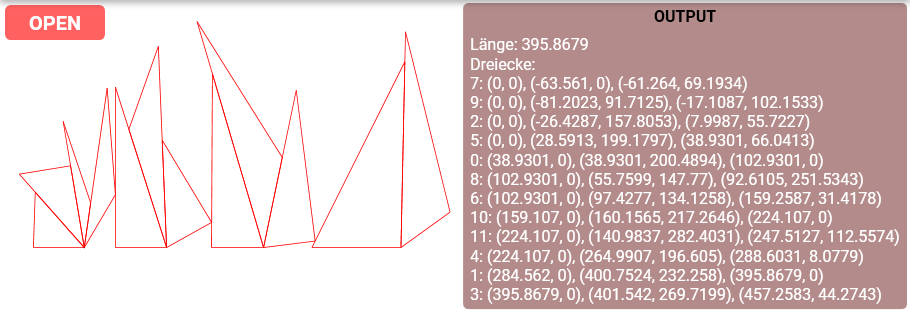 OPEN
OUTPUT
Länge: 395.8679
Dreiecke:
7: (0, 0), (-63.561, 0), (-61.264, 69.1934)
9: (0, 0), (-81.2023, 91.7125), (-17.1087, 102.1533)
2: (0, 0), (-26.4287, 157.8053), (7.9987, 55.7227)
5: (0, 0), (28.5913, 199.1797), (38.9301, 66.0413)
0: (38.9301, 0), (38.9301, 200.4894), (102.9301, 0)
8: (102.9301, 0), (55.7599, 147.77), (92.6105, 251.5343)
6: (102.9301, 0), (97.4277, 134.1258), (159.2587, 31.4178)
10: (159.107, 0), (160.1565, 217.2646), (224.107, 0)
11: (224.107, 0), (140.9837, 282.4031), (247.5127, 112.5574)
4: (224.107, 0), (264.9907, 196.605), (288.6031, 8.0779)
1: (284.562, 0), (400.7524, 232.258), (395.8679, 0)
3: (395.8679, 0), (401.542, 269.7199), (457.2583, 44.2743)